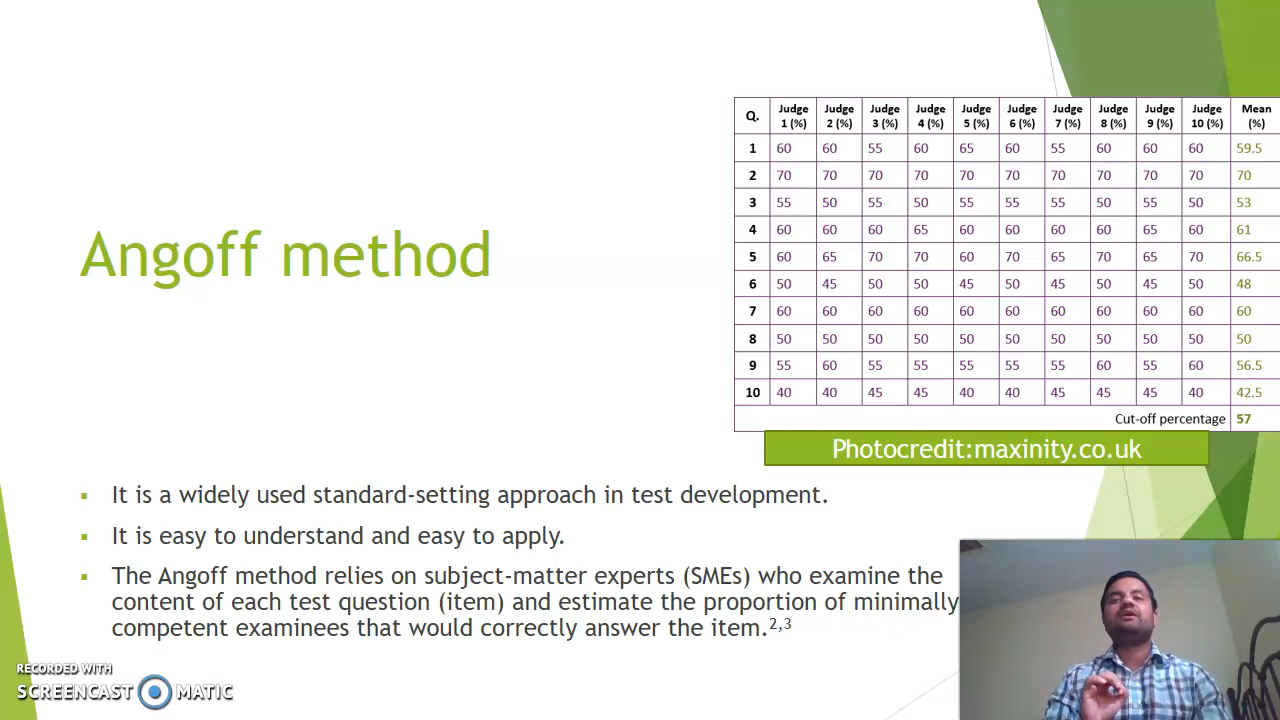 Angoff method
Q. Judge 1 (%) Judge 2 (%) Judge 3 (%) Judge 4 (%) Judge 5 (%) Judge 6 (%) Judge 7 (%) Judge 8 (%) Judge 9 (%) Judge 10 (%) Mean (%)
1 60 60 55 60 65 60 55 60 60 60 59.5
2 70 70 70 70 70 70 70 70 70 70 70
3 55 50 55 50 55 55 55 50 55 50 53
4 60 60 60 65 60 60 60 60 65 60 61
5 60 65 70 70 60 70 65 70 65 70 66.5
6 50 45 50 50 45 50 45 50 45 50 48
7 60 60 60 60 60 60 60 60 60 60 60
8 50 50 50 50 50 50 50 50 50 50 50
9 55 60 55 55 55 55 55 60 55 60 56.5
10 40 40 45 45 40 40 45 45 45 40 42.5
Cut-off percentage 57
Photocredit:maxinity.co.uk
▪ It is a widely used standard-setting approach in test development.
▪ It is easy to understand and easy to apply.
▪ The Angoff method relies on subject-matter experts (SMEs) who examine the
content of each test question (item) and estimate the proportion of minimally
competent examinees that would correctly answer the item.2,3
RECORDED WITH
SCREENCAST MATIC